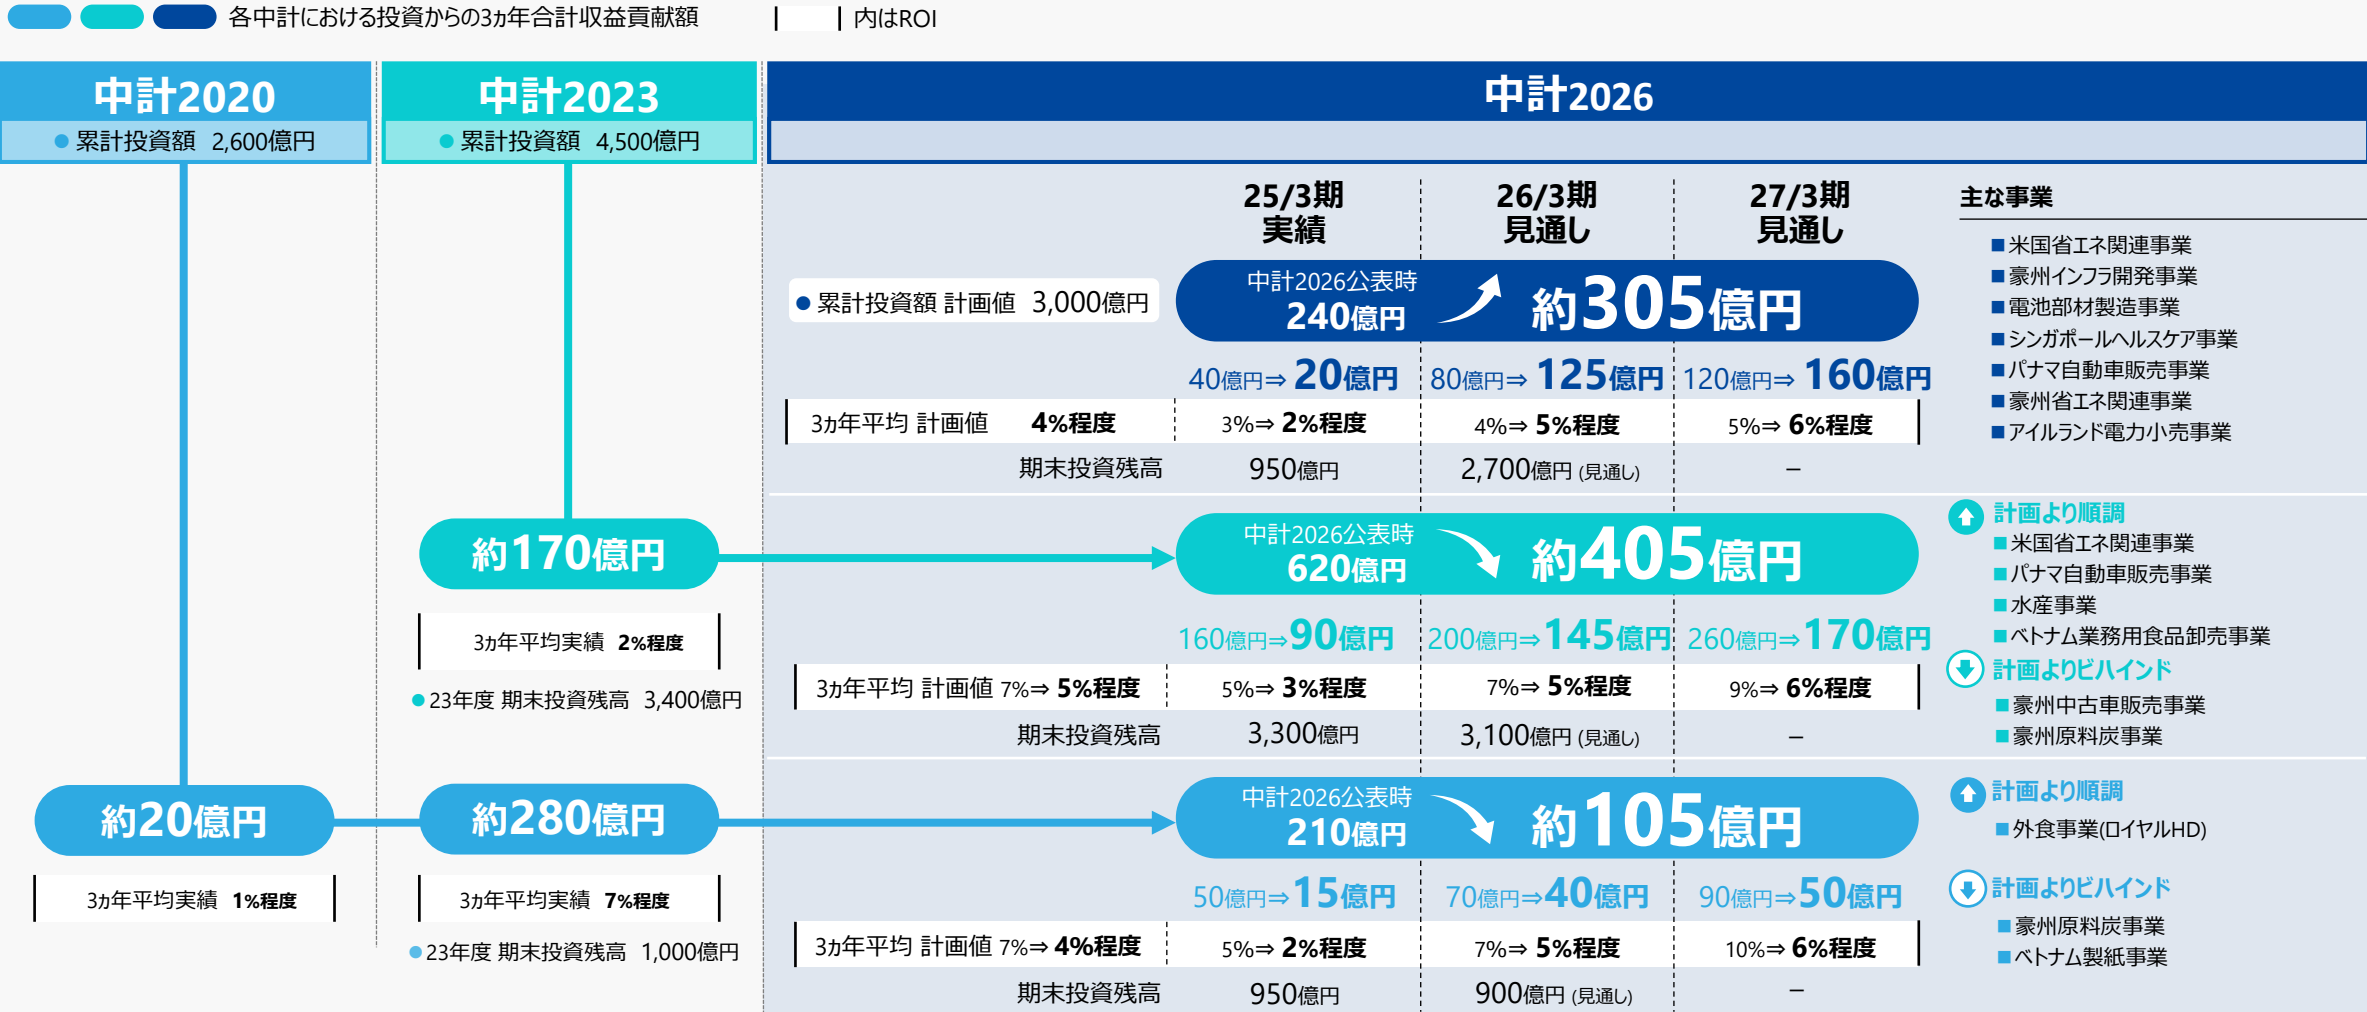 各中計における投資からの3ヵ年合計収益貢献額
内はROI
中計2020
● 累計投資額 2,600億円
中計2023
● 累計投資額 4,500億円
中計2026
25/3期
実績
26/3期
見通し
27/3期
見通し
主な事業
■米国省エネ関連事業
■豪州インフラ開発事業
■電池部材製造事業
■シンガポールヘルスケア事業
■パナマ自動車販売事業
■豪州省エネ関連事業
■アイルランド電力小売事業
● 累計投資額 計画値 3,000億円
中計2026公表時
240億円
約305億円
40億円⇒ 20億円
80億円⇒ 125億円
120億円⇒ 160億円
3ヵ年平均 計画値 4%程度
3%⇒ 2%程度
4%⇒ 5%程度
5%⇒ 6%程度
期末投資残高
950億円
2,700億円 (見通し)
–
約170億円
3ヵ年平均実績 2%程度
● 23年度 期末投資残高 3,400億円
中計2026公表時
620億円
約405億円
160億円⇒90億円
200億円⇒145億円
260億円⇒170億円
3ヵ年平均 計画値 7%⇒ 5%程度
5%⇒ 3%程度
7%⇒ 5%程度
9%⇒ 6%程度
期末投資残高
3,300億円
3,100億円 (見通し)
–
計画より順調
■米国省エネ関連事業
■パナマ自動車販売事業
■水産事業
■ベトナム業務用食品卸売事業
計画よりビハインド
■豪州中古車販売事業
■豪州原料炭事業
約20億円
3ヵ年平均実績 1%程度
約280億円
3ヵ年平均実績 7%程度
● 23年度 期末投資残高 1,000億円
中計2026公表時
210億円
約105億円
50億円⇒15億円
70億円⇒40億円
90億円⇒50億円
3ヵ年平均 計画値 7%⇒ 4%程度
5%⇒ 2%程度
7%⇒ 5%程度
10%⇒ 6%程度
期末投資残高
950億円
900億円 (見通し)
–
計画より順調
■外食事業(ロイヤルHD)
計画よりビハインド
■豪州原料炭事業
■ベトナム製紙事業